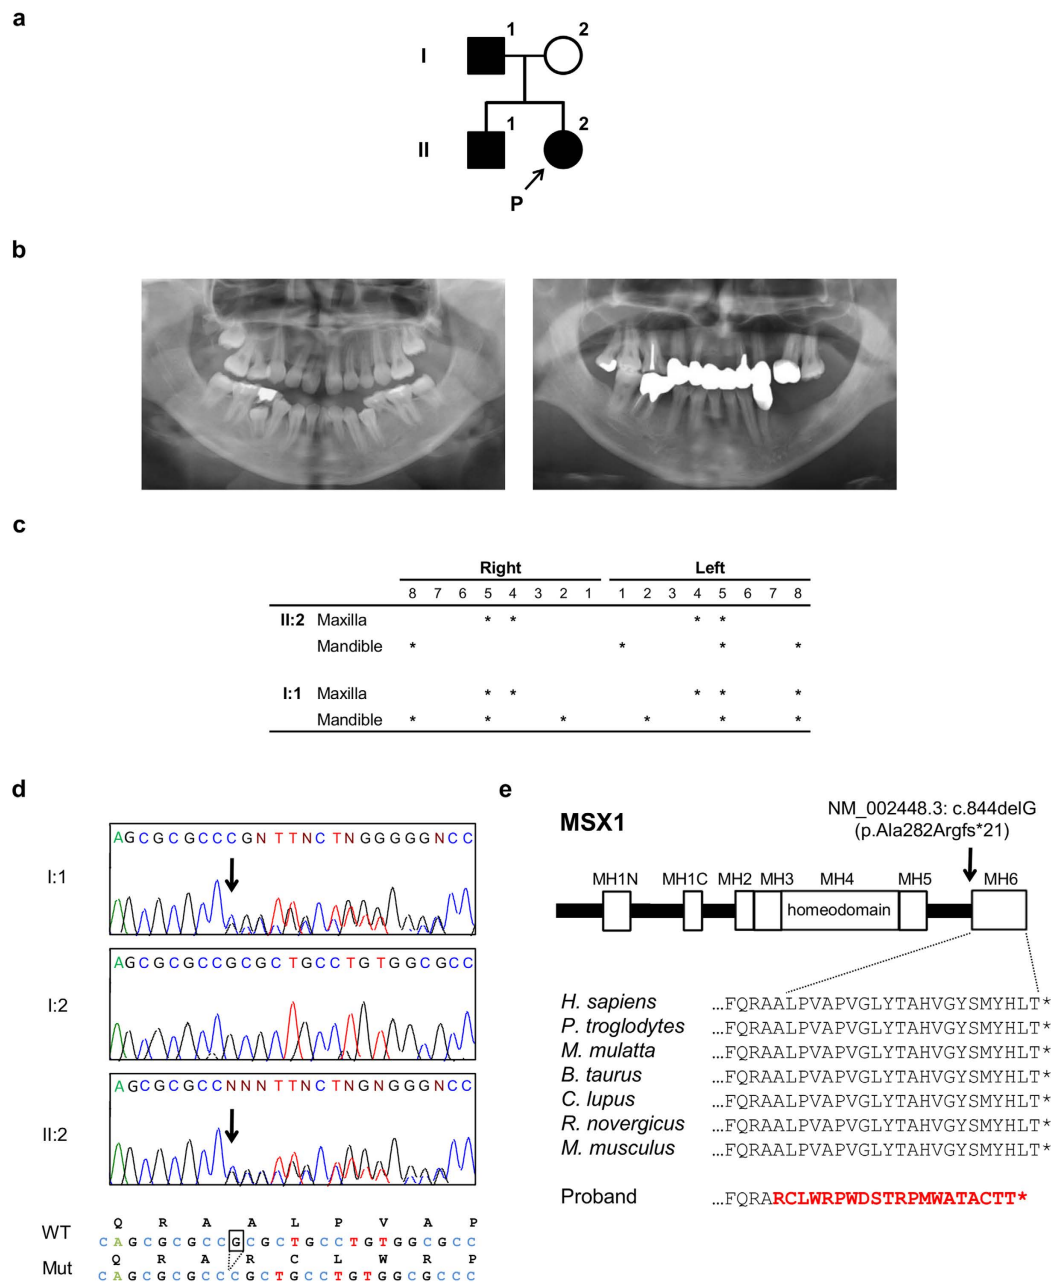 a
1
2
I
1
2
II
P
b
c
Right Left
8 7 6 5 4 3 2 1 1 2 3 4 5 6 7 8
II:2 Maxilla * * * *
Mandible * * * *
I:1 Maxilla * * * * *
Mandible * * * * * *
d
I:1
AGCGCGCCCGNTTNCTNGGGGGNCC
I:2
AGCGCGCCGCGCTGCCTGTGGCGCC
II:2
AGCGCGCCNNNTTNCTNGNGGGNCC
Q R A A L P V A P
WT
C A G C G C G C C G C G C T G C C T G T G G C G C C
Q R A R C L W R P
Mut
C A G C G C G C C C G C T G C C T G T G G C G C C C
e
MSX1
NM_002448.3: c.844delG
(p.Ala282Argfs*21)
MH1N MH1C MH2 MH3 MH4 MH5 MH6
homeodomain
H. sapiens ...FQRAALPVAPVGLYTAHVGYSMYHLT*
P. troglodytes ...FQRAALPVAPVGLYTAHVGYSMYHLT*
M. mulatta ...FQRAALPVAPVGLYTAHVGYSMYHLT*
B. taurus ...FQRAALPVAPVGLYTAHVGYSMYHLT*
C. lupus ...FQRAALPVAPVGLYTAHVGYSMYHLT*
R. novergicus ...FQRAALPVAPVGLYTAHVGYSMYHLT*
M. musculus ...FQRAALPVAPVGLYTAHVGYSMYHLT*
Proband ...FQRARCLWRPWDSTRPMWATACTT*